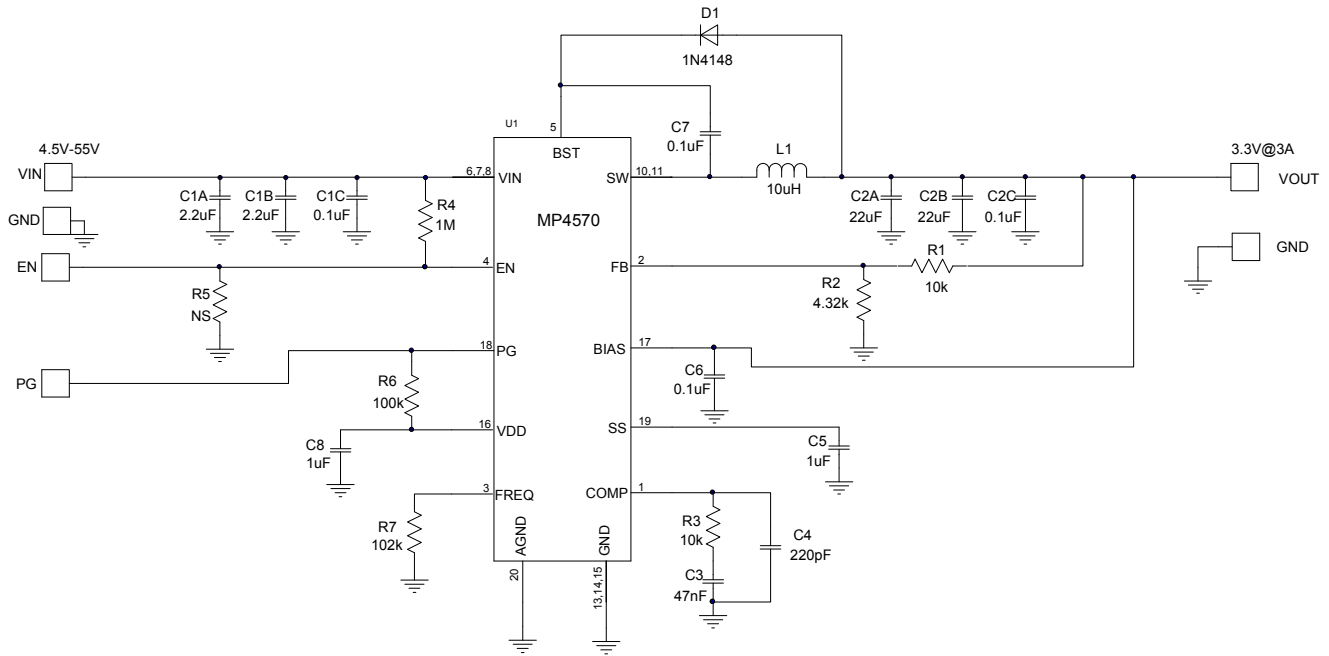 D1
1N4148
U1
5
BST
C7
0.1uF
L1
10uH
4.5V-55V
VIN
6,7,8
VIN
SW
10,11
3.3V@3A
VOUT
C1A
2.2uF
C1B
2.2uF
C1C
0.1uF
R4
1M
MP4570
C2A
22uF
C2B
22uF
C2C
0.1uF
GND
GND
EN
4
EN
FB
2
R1
10k
R5
NS
R2
4.32k
PG
18
PG
BIAS
17
C6
0.1uF
R6
100k
16
VDD
SS
19
C8
1uF
C5
1uF
3
FREQ
COMP
1
R7
102k
AGND
GND
R3
10k
C4
220pF
C3
47nF
20
13,14,15